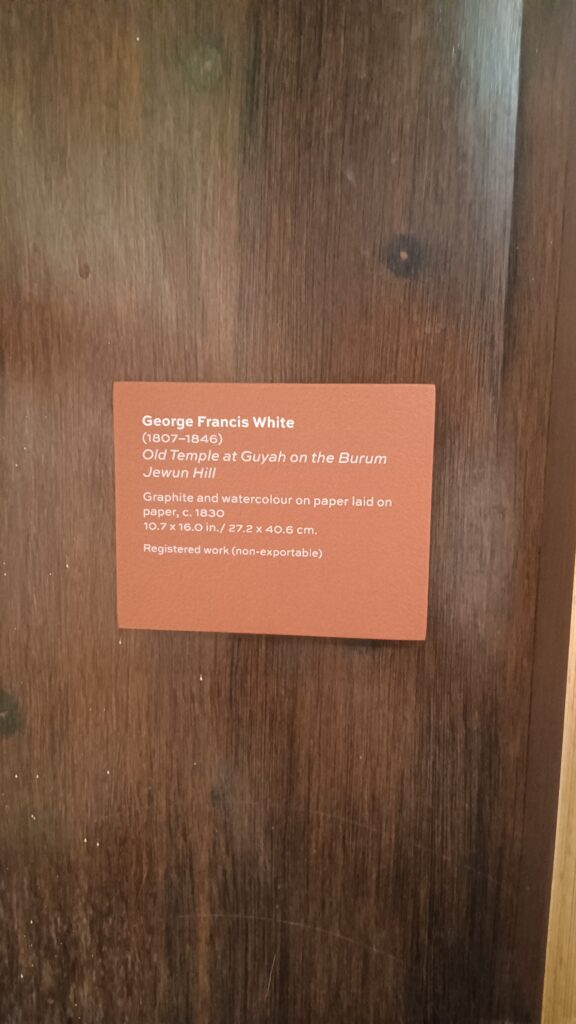 George Francis White
(1807–1846)
Old Temple at Guyah on the Burum
Jewun Hill
Graphite and watercolour on paper laid on
paper, c. 1830
10.7 x 16.0 in./ 27.2 x 40.6 cm.
Registered work (non-exportable)